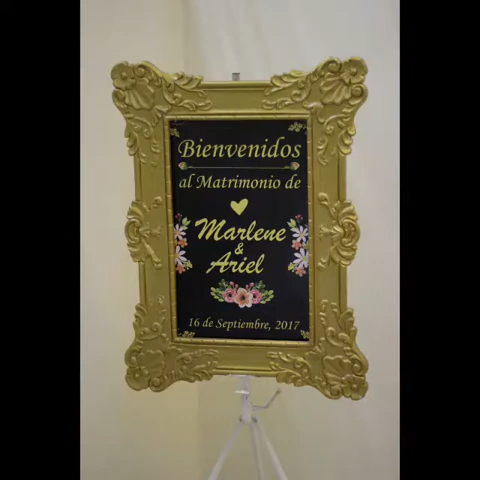 Bienvenidos
al Matrimonio de
Marlene
&
Ariel
16 de Septiembre, 2017